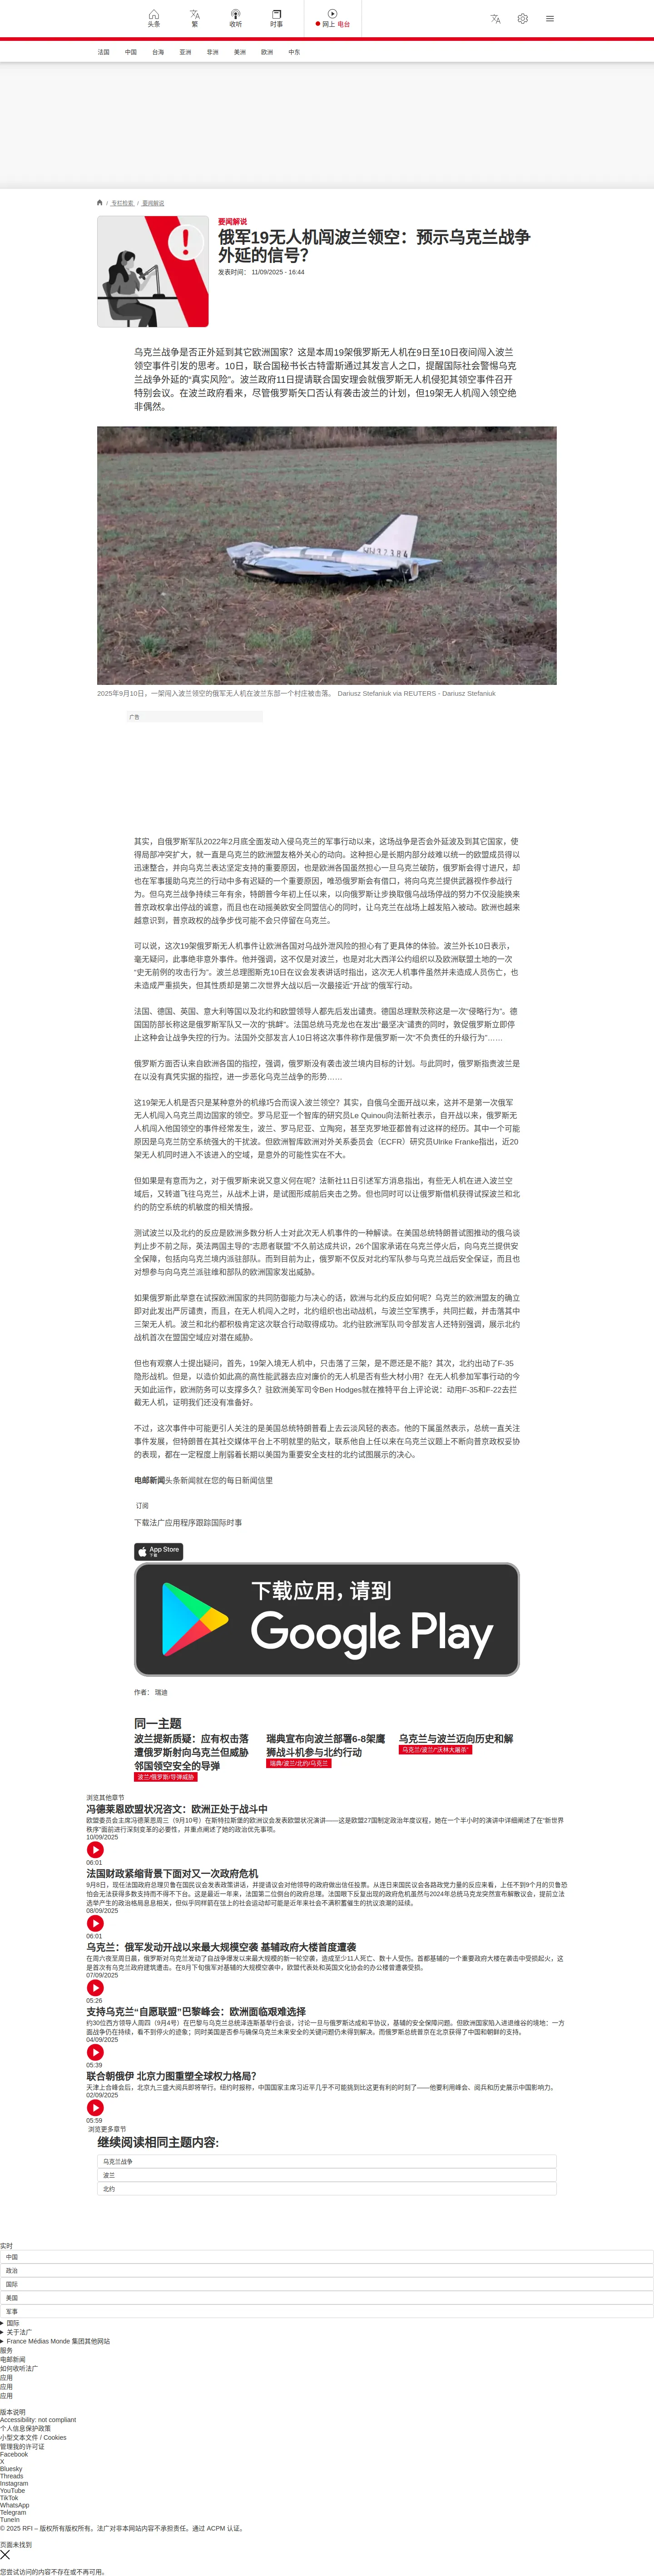 头条
繁
收听
时事
网上 电台
法国 中国 台海 亚洲 非洲 美洲 欧洲 中东
/ 专栏检索 / 要闻解说
要闻解说
俄军19无人机闯波兰领空：预示乌克兰战争
外延的信号？
发表时间： 11/09/2025 - 16:44
乌克兰战争是否正外延到其它欧洲国家？这是本周19架俄罗斯无人机在9日至10日夜间闯入波兰
领空事件引发的思考。10日，联合国秘书长古特雷斯通过其发言人之口，提醒国际社会警惕乌克
兰战争外延的“真实风险”。波兰政府11日提请联合国安理会就俄罗斯无人机侵犯其领空事件召开
特别会议。在波兰政府看来，尽管俄罗斯矢口否认有袭击波兰的计划，但19架无人机闯入领空绝
非偶然。
2025年9月10日，一架闯入波兰领空的俄军无人机在波兰东部一个村庄被击落。 Dariusz Stefaniuk via REUTERS - Dariusz Stefaniuk
广告
其实，自俄罗斯军队2022年2月底全面发动入侵乌克兰的军事行动以来，这场战争是否会外延波及到其它国家，使
得局部冲突扩大，就一直是乌克兰的欧洲盟友格外关心的动向。这种担心是长期内部分歧难以统一的欧盟成员得以
迅速整合，并向乌克兰表达坚定支持的重要原因，也是欧洲各国虽然担心一旦乌克兰破防，俄罗斯会得寸进尺，却
也在军事援助乌克兰的行动中多有迟疑的一个重要原因，唯恐俄罗斯会有借口，将向乌克兰提供武器视作参战行
为。但乌克兰战争持续三年有余，特朗普今年初上任以来，以向俄罗斯让步换取俄乌战场停战的努力不仅没能换来
普京政权拿出停战的诚意，而且也在动摇美欧安全同盟信心的同时，让乌克兰在战场上越发陷入被动。欧洲也越来
越意识到，普京政权的战争步伐可能不会只停留在乌克兰。
可以说，这次19架俄罗斯无人机事件让欧洲各国对乌战外泄风险的担心有了更具体的体验。波兰外长10日表示，
毫无疑问，此事绝非意外事件。他并强调，这不仅是对波兰，也是对北大西洋公约组织以及欧洲联盟土地的一次
“史无前例的攻击行为”。波兰总理图斯克10日在议会发表讲话时指出，这次无人机事件虽然并未造成人员伤亡，也
未造成严重损失，但其性质却是第二次世界大战以后一次最接近“开战”的俄军行动。
法国、德国、英国、意大利等国以及北约和欧盟领导人都先后发出谴责。德国总理默茨称这是一次“侵略行为”。德
国国防部长称这是俄罗斯军队又一次的“挑衅”。法国总统马克龙也在发出“最坚决”谴责的同时，敦促俄罗斯立即停
止这种会让战争失控的行为。法国外交部发言人10日将这次事件称作是俄罗斯一次“不负责任的升级行为”……
俄罗斯方面否认来自欧洲各国的指控，强调，俄罗斯没有袭击波兰境内目标的计划。与此同时，俄罗斯指责波兰是
在以没有真凭实据的指控，进一步恶化乌克兰战争的形势……
这19架无人机是否只是某种意外的机缘巧合而误入波兰领空？其实，自俄乌全面开战以来，这并不是第一次俄军
无人机闯入乌克兰周边国家的领空。罗马尼亚一个智库的研究员Le Quinou向法新社表示，自开战以来，俄罗斯无
人机闯入他国领空的事件经常发生，波兰、罗马尼亚、立陶宛，甚至克罗地亚都曾有过这样的经历。其中一个可能
原因是乌克兰防空系统强大的干扰波。但欧洲智库欧洲对外关系委员会（ECFR）研究员Ulrike Franke指出，近20
架无人机同时进入不该进入的空域，是意外的可能性实在不大。
但如果是有意而为之，对于俄罗斯来说又意义何在呢？法新社11日引述军方消息指出，有些无人机在进入波兰空
域后，又转道飞往乌克兰，从战术上讲，是试图形成前后夹击之势。但也同时可以让俄罗斯借机获得试探波兰和北
约的防空系统的机敏度的相关情报。
测试波兰以及北约的反应是欧洲多数分析人士对此次无人机事件的一种解读。在美国总统特朗普试图推动的俄乌谈
判止步不前之际，英法两国主导的“志愿者联盟”不久前达成共识，26个国家承诺在乌克兰停火后，向乌克兰提供安
全保障，包括向乌克兰境内派驻部队。而到目前为止，俄罗斯不仅反对北约军队参与乌克兰战后安全保证，而且也
对想参与向乌克兰派驻维和部队的欧洲国家发出威胁。
如果俄罗斯此举意在试探欧洲国家的共同防御能力与决心的话，欧洲与北约反应如何呢？乌克兰的欧洲盟友的确立
即对此发出严厉谴责，而且，在无人机闯入之时，北约组织也出动战机，与波兰空军携手，共同拦截，并击落其中
三架无人机。波兰和北约都积极肯定这次联合行动取得成功。北约驻欧洲军队司令部发言人还特别强调，展示北约
战机首次在盟国空域应对潜在威胁。
但也有观察人士提出疑问，首先，19架入境无人机中，只击落了三架，是不愿还是不能？其次，北约出动了F-35
隐形战机。但是，以造价如此高的高性能武器去应对廉价的无人机是否有些大材小用？在无人机参加军事行动的今
天如此运作，欧洲防务可以支撑多久？驻欧洲美军司令Ben Hodges就在推特平台上评论说：动用F-35和F-22去拦
截无人机，证明我们还没有准备好。
不过，这次事件中可能更引人关注的是美国总统特朗普看上去云淡风轻的表态。他的下属虽然表示，总统一直关注
事件发展，但特朗普在其社交媒体平台上不明就里的贴文，联系他自上任以来在乌克兰议题上不断向普京政权妥协
的表现，都在一定程度上削弱着长期以美国为重要安全支柱的北约试图展示的决心。
电邮新闻头条新闻就在您的每日新闻信里
订阅
下载法广应用程序跟踪国际时事
App Store
下载
下载应用，请到
Google Play
作者： 瑞迪
同一主题
波兰提新质疑：应有权击落
遭俄罗斯射向乌克兰但威胁
邻国领空安全的导弹
波兰/俄罗斯/导弹威胁
瑞典宣布向波兰部署6-8架鹰
狮战斗机参与北约行动
瑞典/波兰/北约/乌克兰
乌克兰与波兰迈向历史和解
乌克兰/波兰/“沃林大屠杀”
浏览其他章节
冯德莱恩欧盟状况咨文：欧洲正处于战斗中
欧盟委员会主席冯德莱恩周三（9月10号）在斯特拉斯堡的欧洲议会发表欧盟状况演讲——这是欧盟27国制定政治年度议程，她在一个半小时的演讲中详细阐述了在“新世界
秩序”面前进行深刻变革的必要性，并重点阐述了她的政治优先事项。
10/09/2025
06:01
法国财政紧缩背景下面对又一次政府危机
9月8日，现任法国政府总理贝鲁在国民议会发表政策讲话，并提请议会对他领导的政府做出信任投票。从连日来国民议会各路政党力量的反应来看，上任不到9个月的贝鲁恐
怕会无法获得多数支持而不得不下台。这是最近一年来，法国第二位倒台的政府总理。法国眼下反复出现的政府危机虽然与2024年总统马克龙突然宣布解散议会，提前立法
选举产生的政治格局息息相关，但似乎同样箭在弦上的社会运动却可能是近年来社会不满积蓄催生的抗议浪潮的延续。
08/09/2025
06:01
乌克兰：俄军发动开战以来最大规模空袭 基辅政府大楼首度遭袭
在周六夜至周日晨，俄罗斯对乌克兰发动了自战争爆发以来最大规模的新一轮空袭，造成至少11人死亡、数十人受伤。首都基辅的一个重要政府大楼在袭击中受损起火，这
是首次有乌克兰政府建筑遭击。在8月下旬俄军对基辅的大规模空袭中，欧盟代表处和英国文化协会的办公楼曾遭袭受损。
07/09/2025
05:26
支持乌克兰“自愿联盟”巴黎峰会：欧洲面临艰难选择
约30位西方领导人周四（9月4号）在巴黎与乌克兰总统泽连斯基举行会谈，讨论一旦与俄罗斯达成和平协议，基辅的安全保障问题。但欧洲国家陷入进退维谷的境地：一方
面战争仍在持续，看不到停火的迹象；同时美国是否参与确保乌克兰未来安全的关键问题仍未得到解决。而俄罗斯总统普京在北京获得了中国和朝鲜的支持。
04/09/2025
05:39
联合朝俄伊 北京力图重塑全球权力格局？
天津上合峰会后，北京九三盛大阅兵即将举行。纽约时报称，中国国家主席习近平几乎不可能挑到比这更有利的时刻了——他要利用峰会、阅兵和历史展示中国影响力。
02/09/2025
05:59
浏览更多章节
继续阅读相同主题内容:
乌克兰战争
波兰
北约
实时
中国
政治
国际
美国
军事
国际
关于法广
France Médias Monde 集团其他网站
服务
电邮新闻
如何收听法广
应用
应用
应用
版本说明
Accessibility: not compliant
个人信息保护政策
小型文本文件 / Cookies
管理我的许可证
Facebook
X
Bluesky
Threads
Instagram
YouTube
TikTok
WhatsApp
Telegram
TuneIn
© 2025 RFI – 版权所有版权所有。法广对非本网站内容不承担责任。通过 ACPM 认证。
页面未找到
您尝试访问的内容不存在或不再可用。